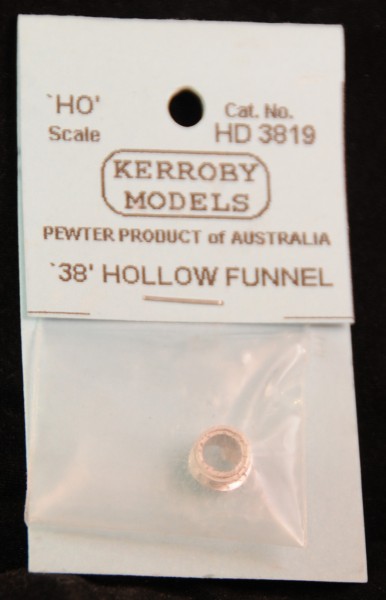 `HO'
Scale
Cat. No.
HD 3819
KERROBY
MODELS
PEWTER PRODUCT of AUSTRALIA
`38' HOLLOW FUNNEL